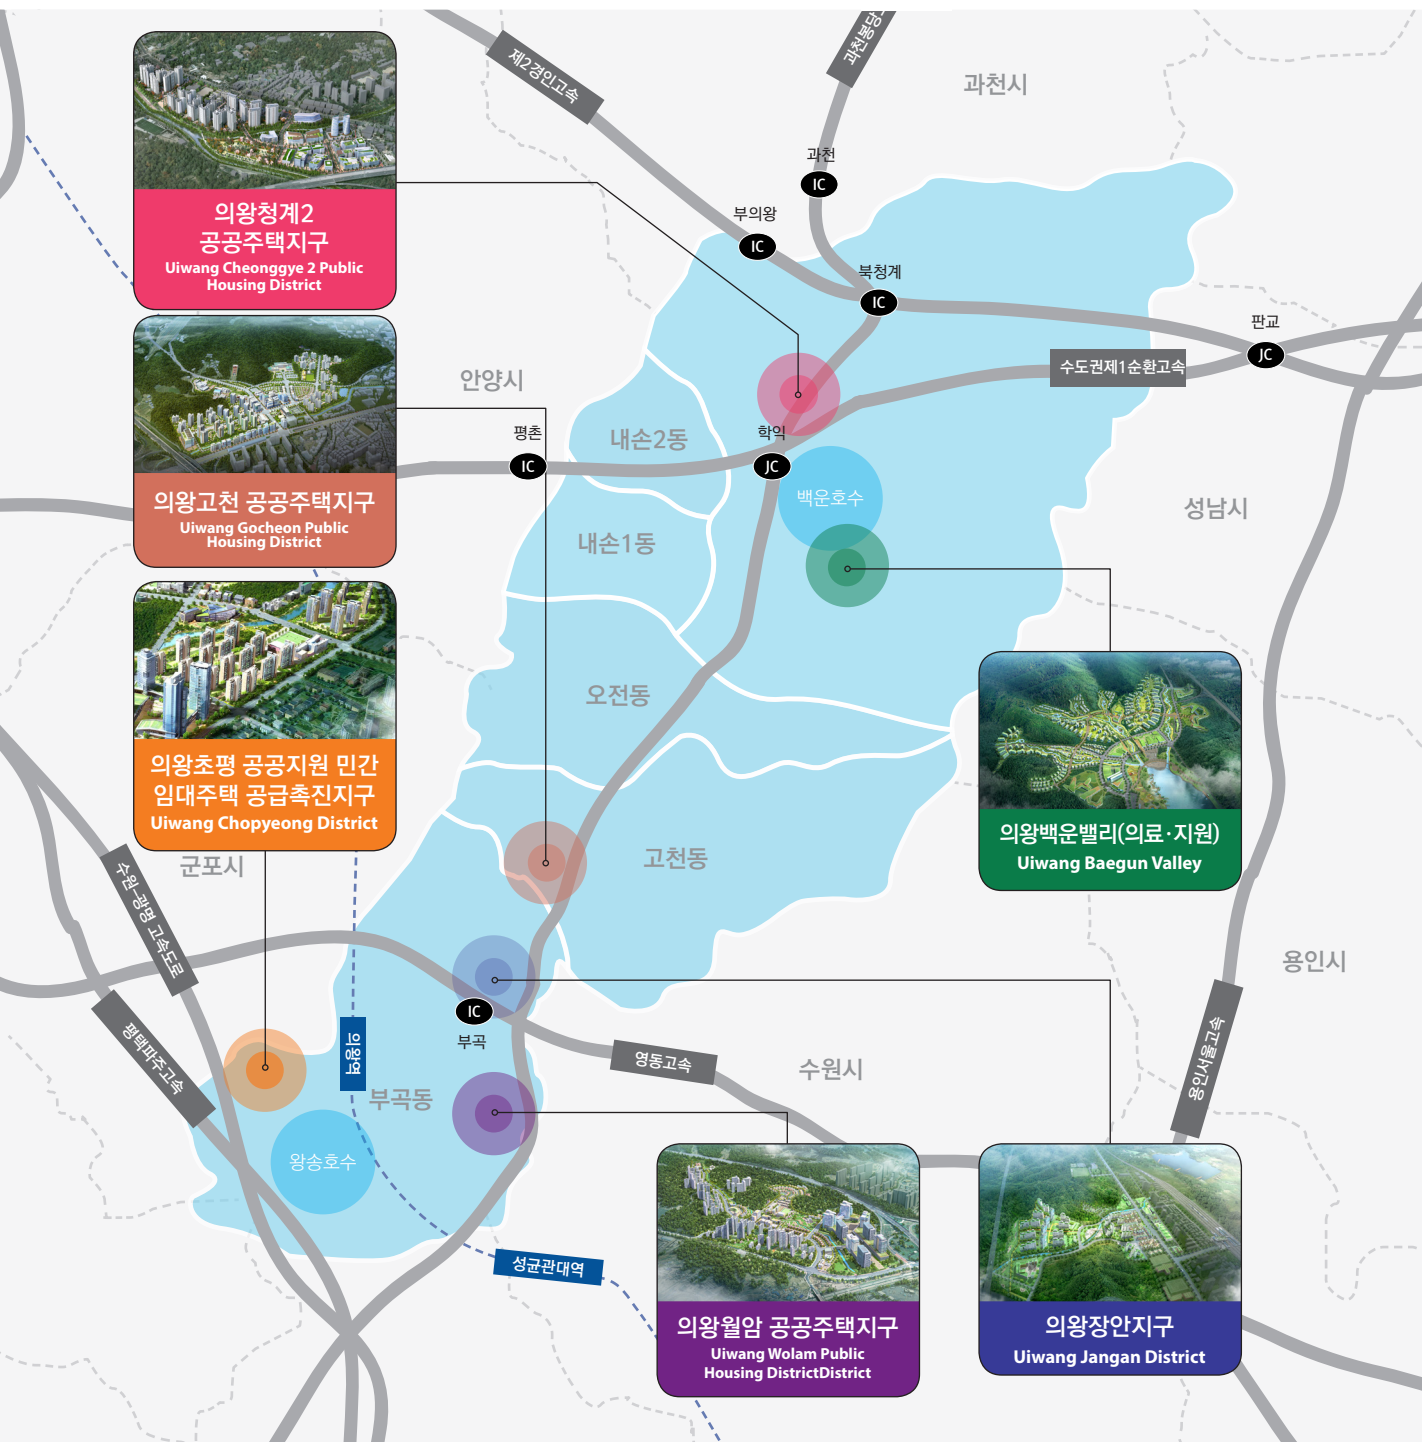 과천봉당
제2경인고속
과천시
과천
IC
부의왕
IC
북청계
IC
의왕청계2
공공주택지구
Uiwang Cheonggye 2 Public
Housing District
판교
JC
수도권제1순환고속
안양시
내손2동
평촌
IC
학익
JC
백운호수
성남시
의왕고천 공공주택지구
Uiwang Gocheon Public
Housing District
내손1동
오전동
의왕초평 공공지원 민간
임대주택 공급촉진지구
Uiwang Chopyeong District
의왕백운밸리(의료·지원)
Uiwang Baegun Valley
군포시
고천동
수원-광명 고속도로
용인시
IC
부곡
평택파주고속
의왕역
영동고속
수원시
용인서울고속
부곡동
왕송호수
성균관대역
의왕월암 공공주택지구
Uiwang Wolam Public
Housing DistrictDistrict
의왕장안지구
Uiwang Jangan District